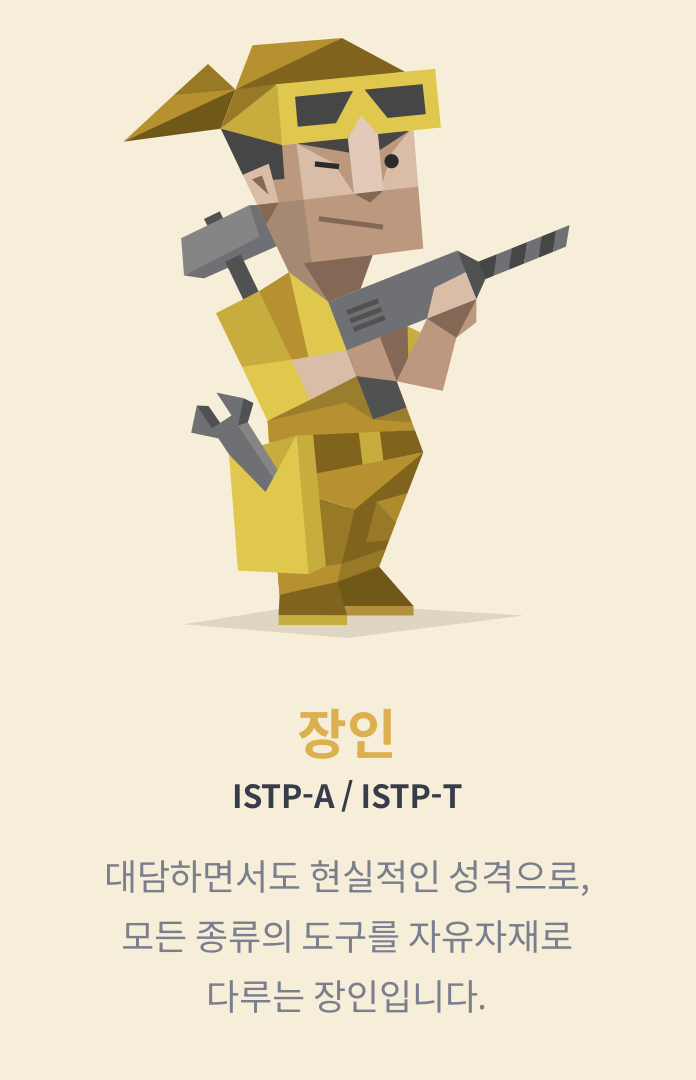 장인
ISTP-A / ISTP-T
대담하면서도 현실적인 성격으로,
모든 종류의 도구를 자유자재로
다루는 장인입니다.